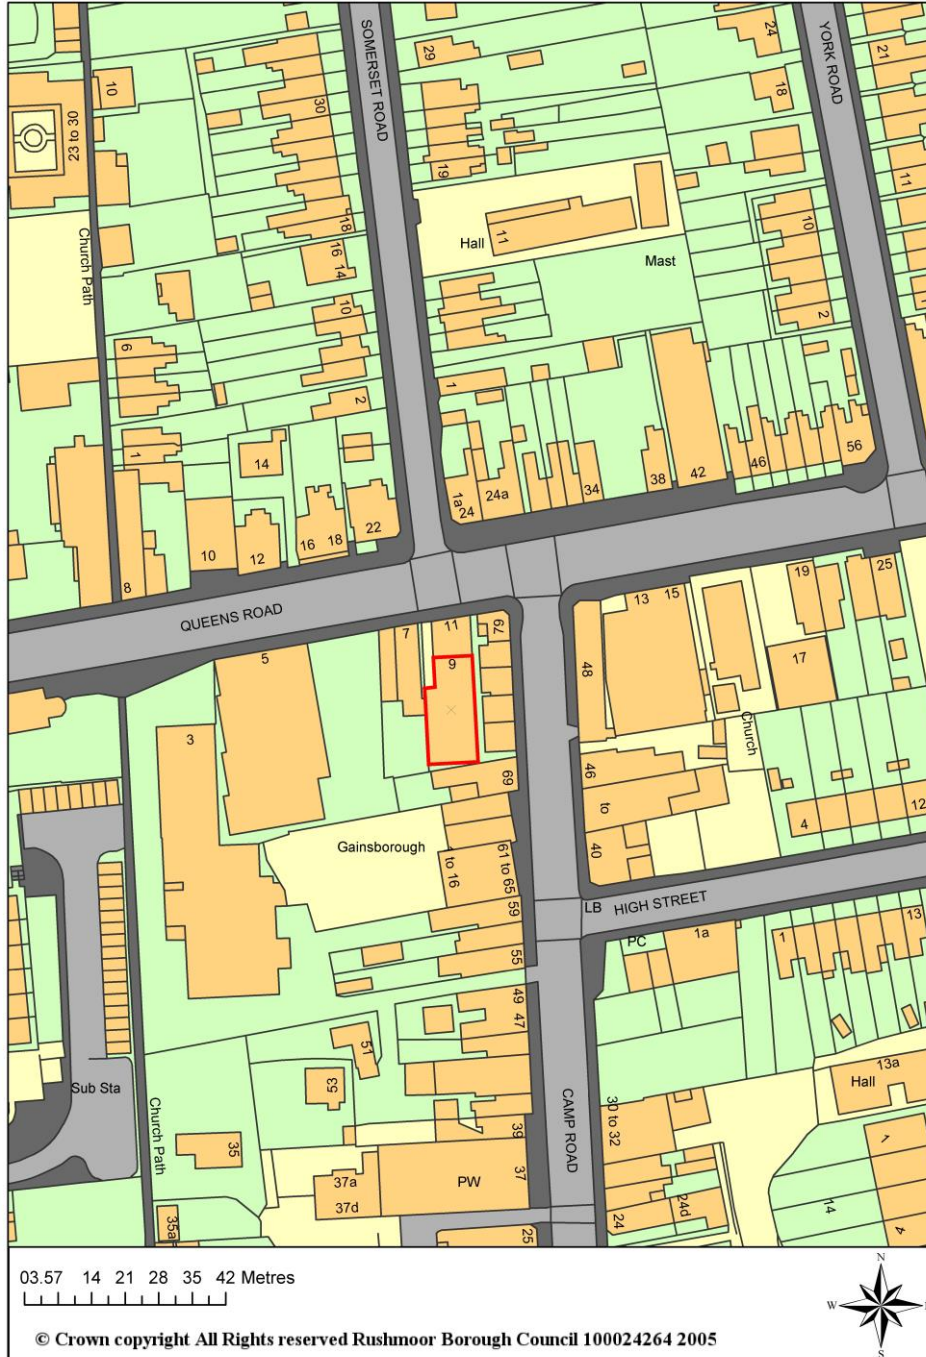 SOMERSET ROAD
YORK ROAD
29
24
21
10
30
18
23 to 30
19
11
18
Church Path
16
14
11
Hall
10
Mast
10
2
6
1
2
1
14
1a
24
24a
34
38
42
46
56
22
10
12
16
18
8
QUEENS ROAD
5
7
11
79
9
13
15
19
25
48
17
3
Church
69
46
to
40
4
12
Gainsborough
1 to 16
61 to 65
59
LB
HIGH STREET
55
PC
1a
1
13
49
47
51
Sub Sta
53
13a
Hall
CAMP ROAD
30 to 32
Church Path
39
35
37
1
37a
37d
PW
14
24d
24
35a
25
4
03.57 14 21 28 35 42 Metres
N
W
S
© Crown copyright All Rights reserved Rushmoor Borough Council 100024264 2005